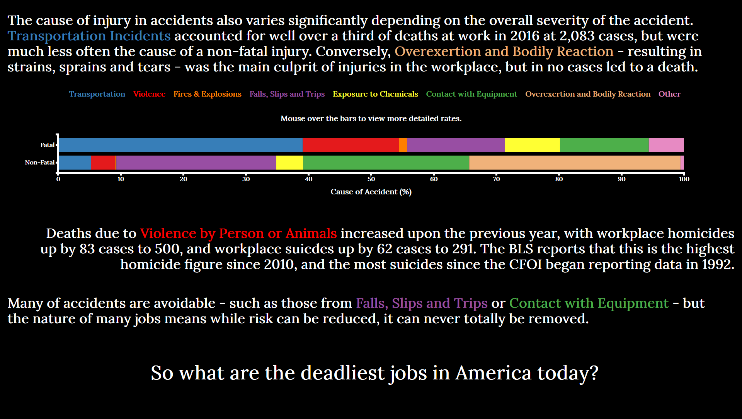 The cause of injury in accidents also varies significantly depending on the overall severity of the accident.
Transportation Incidents accounted for well over a third of deaths at work in 2016 at 2,083 cases, but were
much less often the cause of a non-fatal injury. Conversely, Overexertion and Bodily Reaction - resulting in
strains, sprains and tears - was the main culprit of injuries in the workplace, but in no cases led to a death.
Transportation Violence Fires & Explosions Falls, Slips and Trips Exposure to Chemicals Contact with Equipment Overexertion and Bodily Reaction Other
Mouse over the bars to view more detailed rates.
Fatal
Non-Fatal
0 10 20 30 40 50 60 70 80 90 100
Cause of Accident (%)
Deaths due to Violence by Person or Animals increased upon the previous year, with workplace homicides
up by 83 cases to 500, and workplace suicdes up by 62 cases to 291. The BLS reports that this is the highest
homicide figure since 2010, and the most suicides since the CFOI began reporting data in 1992.
Many of accidents are avoidable - such as those from Falls, Slips and Trips or Contact with Equipment - but
the nature of many jobs means while risk can be reduced, it can never totally be removed.
So what are the deadliest jobs in America today?